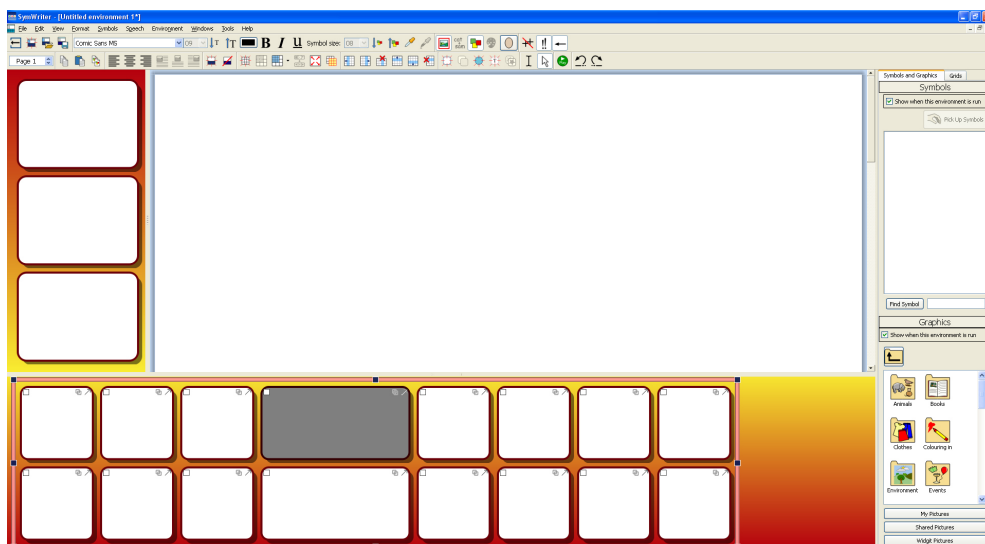 SymWriter - [Untitled environment 1*]
File Edit View Format Symbols Speech Environment Windows Tools Help
Comic Sans MS 09 T T B I U Symbol size: 08
Page 1
Symbols and Graphics Grids
Symbols
Show when this environment is run
Pick Up Symbols
Find Symbol
Graphics
Show when this environment is run
Animals Books
Clothes Colouring in
Environment Events
My Pictures
Shared Pictures
Widgit Pictures